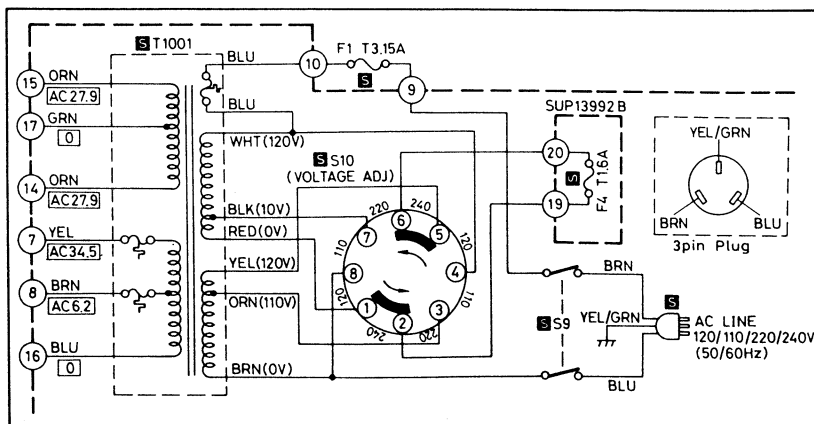 S T1001
BLU
10
F1 T3.15A
S
9
BLU
15 ORN
AC27.9
17 GRN
0
14 ORN
AC27.9
7 YEL
AC34.5
8 BRN
AC6.2
16 BLU
0
WHT(120V)
BLK(10V)
RED(0V)
YEL(120V)
ORN(110V)
BRN(0V)
S S10
(VOLTAGE ADJ)
220
240
110
120
120
110
240
220
6
5
7
8
4
1
2
3
SUP13992B
20
S
F4 T1.6A
19
YEL/GRN
BRN
BLU
3pin Plug
BRN
S
S S9
YEL/GRN
AC LINE
120/110/220/240V
(50/60Hz)
BLU